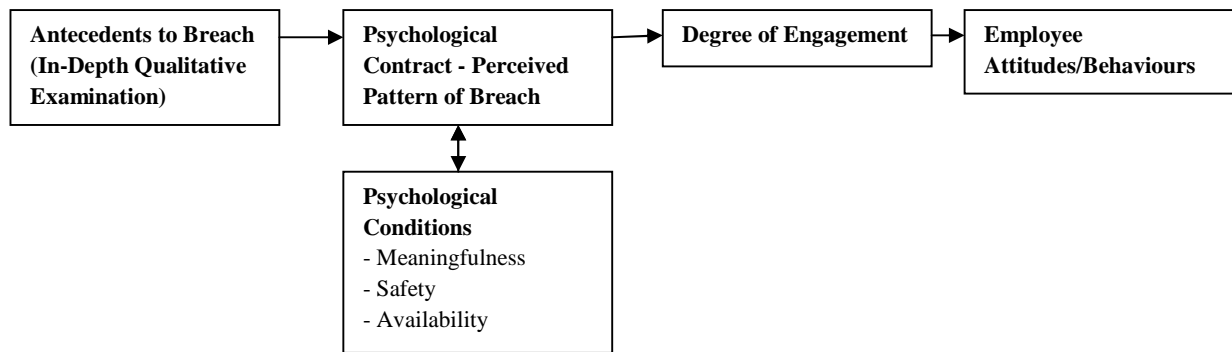 Antecedents to Breach
(In-Depth Qualitative
Examination)
Psychological
Contract - Perceived
Pattern of Breach
Degree of Engagement
Employee
Attitudes/Behaviours
Psychological
Conditions
- Meaningfulness
- Safety
- Availability